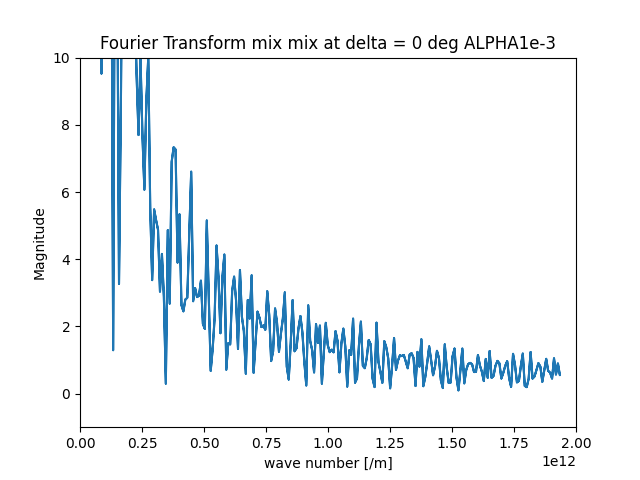 Fourier Transform mix mix at delta = 0 deg ALPHA1e-3
10
8
6
4
2
0
Magnitude
0.00 0.25 0.50 0.75 1.00 1.25 1.50 1.75 2.00
1e12
wave number [/m]